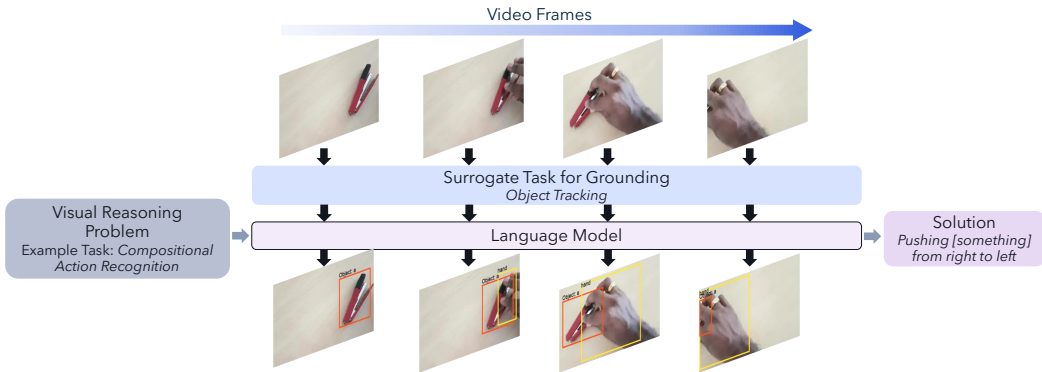 Video Frames
Surrogate Task for Grounding
Object Tracking
Visual Reasoning
Problem
Example Task: Compositional
Action Recognition
Language Model
Solution
Pushing [something]
from right to left
Object a
Object a
hand
Object a
hand
hand